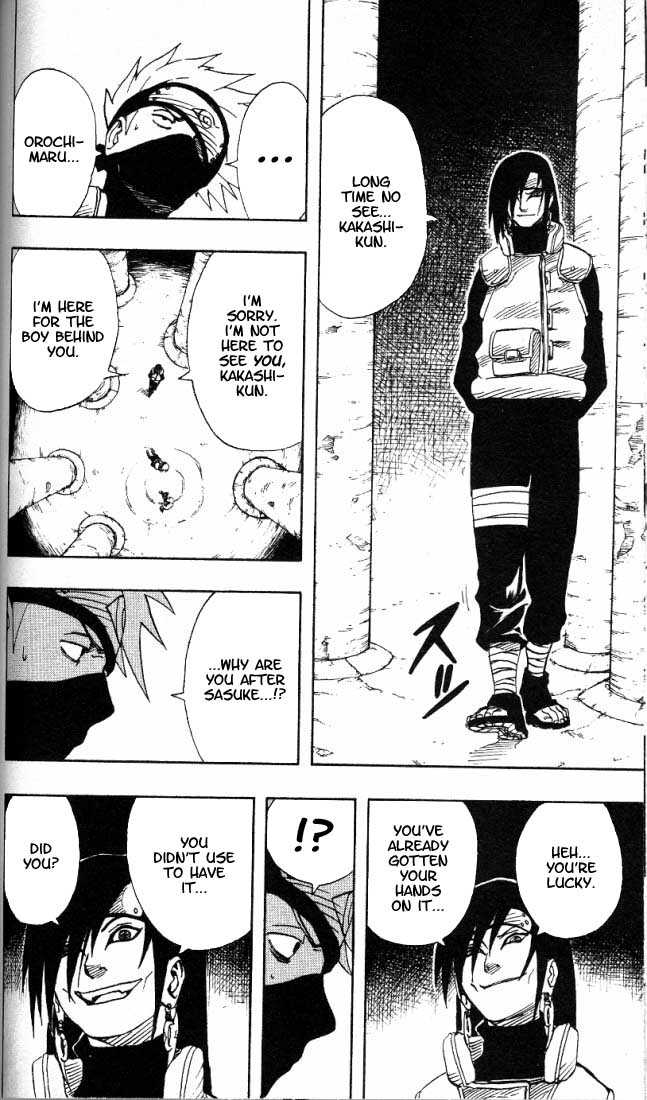 LONG
TIME NO
SEE...
KAKASHI-
KUN.
スッ
...
OROCHI-
MARU...
I'M
SORRY.
I'M NOT
HERE TO
SEE YOU,
KAKASHI-
KUN.
I'M HERE
FOR THE
BOY BEHIND
YOU.
...WHY ARE
YOU AFTER
SASUKE...!?
HEH...
YOU'RE
LUCKY.
YOU'VE
ALREADY
GOTTEN
YOUR
HANDS
ON IT...
!?
YOU
DIDN'T USE
TO HAVE
IT...
DID
YOU?